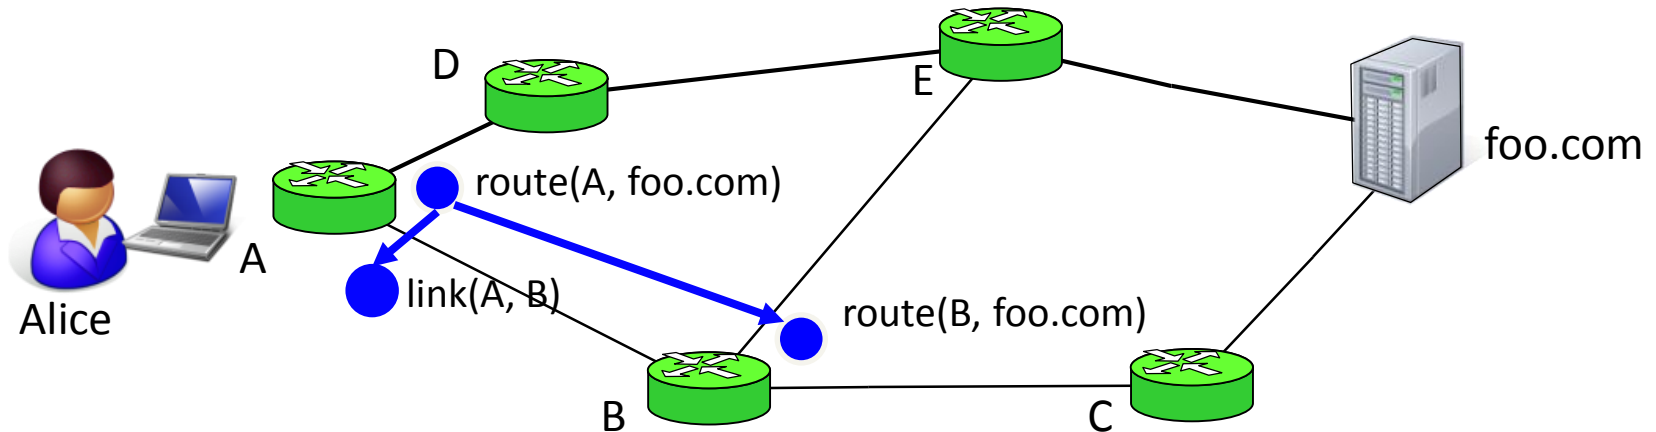 D
E
foo.com
route(A, foo.com)
A
link(A, B)
Alice
route(B, foo.com)
B
C